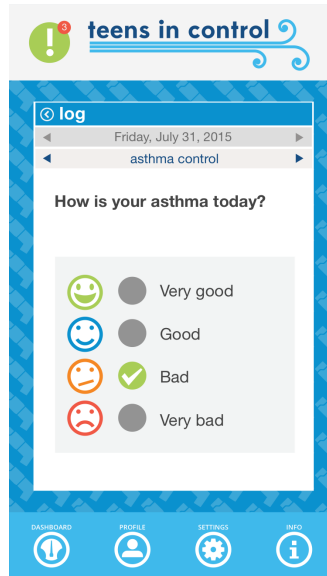 3
teens in control
log
Friday, July 31, 2015
asthma control
How is your asthma today?
Very good
Good
Bad
Very bad
DASHBOARD PROFILE SETTINGS INFO